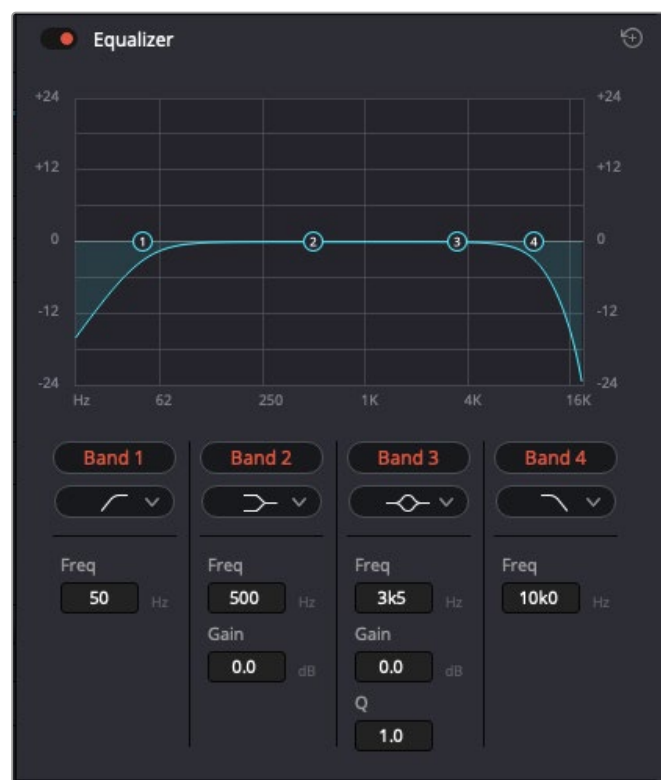 Equalizer
+24 +24
+12 +12
0 1 2 3 4 0
-12 -12
-24 -24
Hz 62 250 1K 4K 16K
Band 1 Band 2 Band 3 Band 4
Freq Freq Freq Freq
50 Hz 500 Hz 3k5 Hz 10k0 Hz
Gain Gain
0.0 dB 0.0 dB
Q
1.0